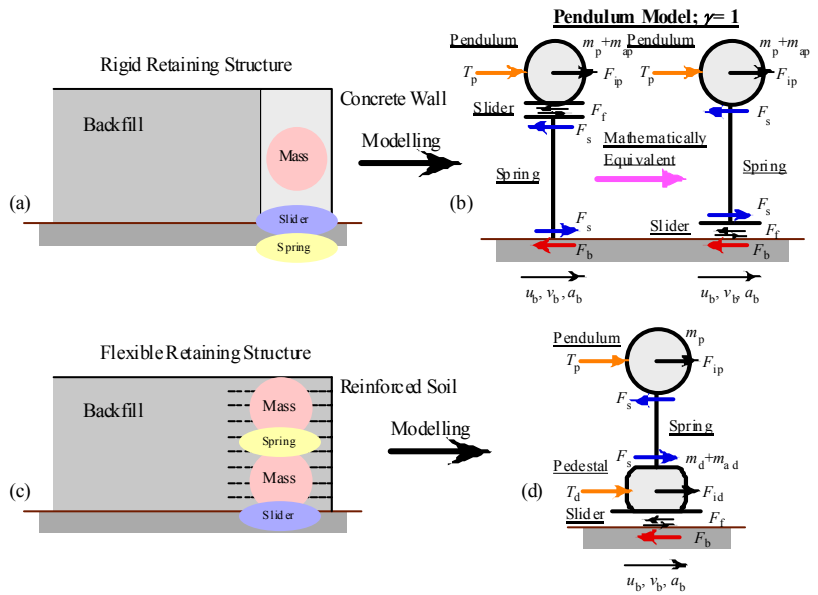 Pendulum Model; γ= 1
Rigid Retaining Structure
Backfill
Mass
Slider
Spring
Concrete Wall
Modelling
(a)
Pendulum
mp+map
Tp
Fip
Slider
Ff
Fs
Spring
Fs
Fb
ub, vb, ab
Mathematically
Equivalent
(b)
Pendulum
mp+map
Tp
Fip
Fs
Spring
Fs
Slider
Ff
Fb
ub, vb, ab
Flexible Retaining Structure
Backfill
Mass
Spring
Mass
Slider
Reinforced Soil
Modelling
(c)
mp
Pendulum
Tp
Fip
Fs
Spring
Fs
md+mad
Pedestal
Td
Fid
(d)
Slider
Ff
Fb
ub, vb, ab